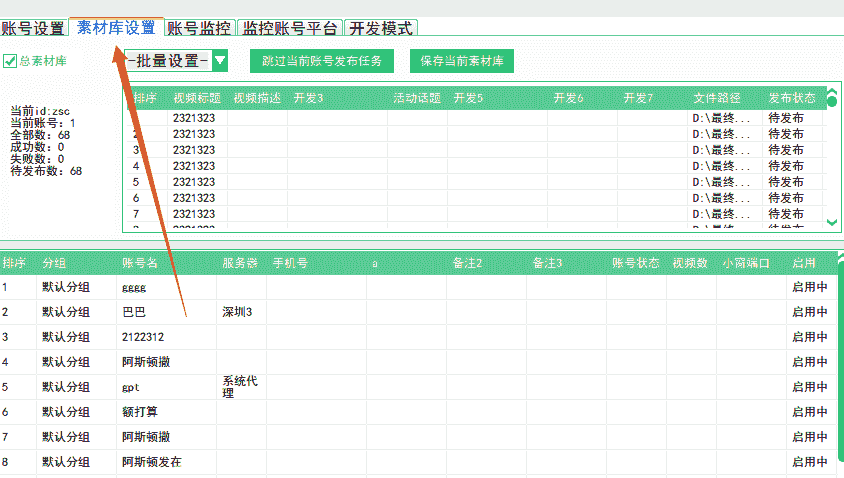 账号设置 素材库设置 账号监控 监控账号平台 开发模式
总素材库 -批量设置- 跳过当前账号发布任务 保存当前素材库
当前id:zsc
当前账号: 1
全部数: 68
成功数: 0
失败数: 0
待发布数: 68
排序 视频标题 视频描述 开发3 活动话题 开发5 开发6 开发7 文件路径 发布状态
2321323 D:\最终... 待发布
2 2321323 D:\最终... 待发布
3 2321323 D:\最终... 待发布
4 2321323 D:\最终... 待发布
5 2321323 D:\最终... 待发布
6 2321323 D:\最终... 待发布
7 2321323 D:\最终... 待发布
排序 分组 账号名 服务器 手机号 a 备注2 备注3 账号状态 视频数 小窗端口 启用
1 默认分组 gggg 启用中
2 默认分组 巴巴 深圳3 启用中
3 默认分组 2122312 启用中
4 默认分组 阿斯顿撒 启用中
5 默认分组 gpt 系统代理 启用中
6 默认分组 额打算 启用中
7 默认分组 阿斯顿撒 启用中
8 默认分组 阿斯顿发在 启用中